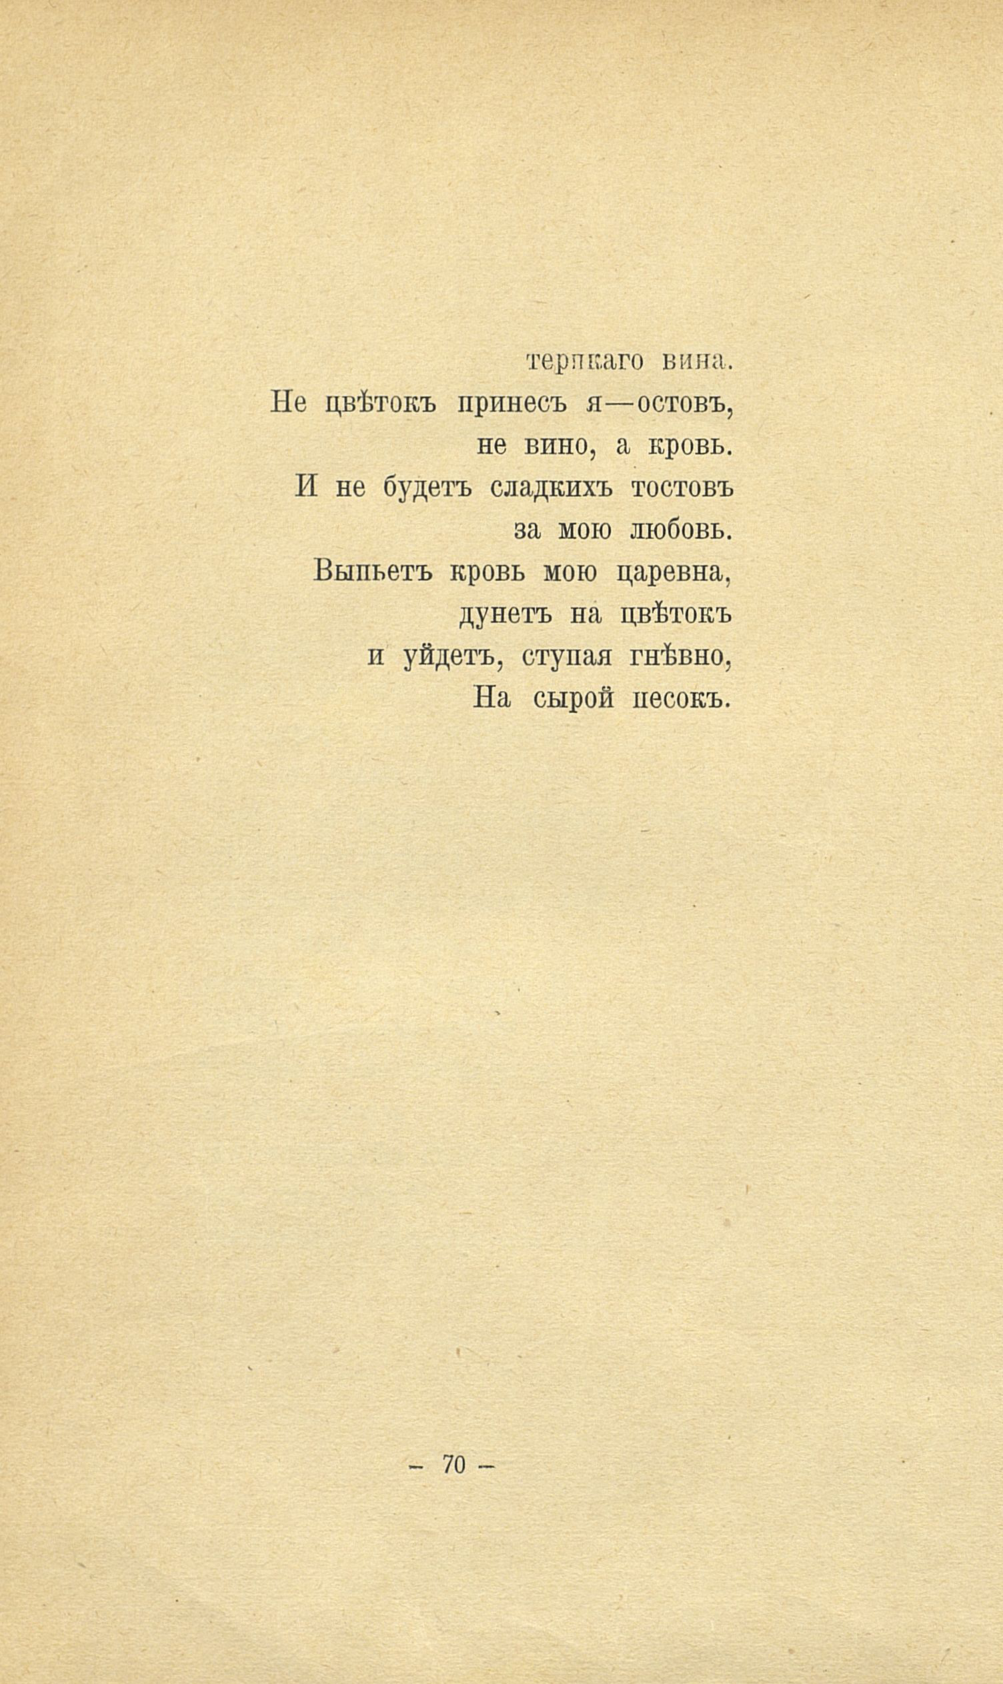 терпкаго вина.
Не цвѣтокъ принесъ я—остовъ,
не вино, а кровь.
И не будетъ сладкихъ тостовъ
за мою любовь.
Выпьетъ кровь мою царевна,
дунетъ на цвѣтокъ
и уйдетъ, ступая гнѣвно,
На сырой песокъ.
– 70 –